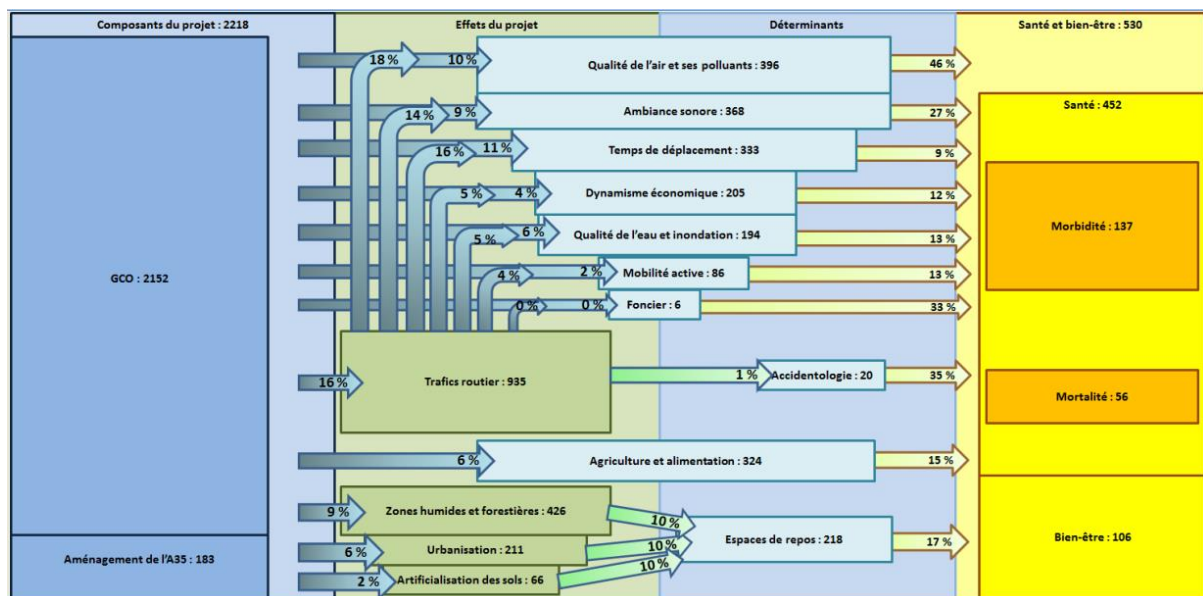 Composants du projet : 2218
Effets du projet
Déterminants
Santé et bien-être : 530
18 %
10 %
Qualité de l'air et ses polluants : 396
46 %
Santé : 452
14 %
9 %
Ambiance sonore : 368
27 %
16 %
11 %
Temps de déplacement : 333
9 %
5 %
4 %
Dynamisme économique : 205
12 %
5 %
6 %
Qualité de l'eau et inondation : 194
13 %
Morbidité : 137
GCO : 2152
4 %
2 %
Mobilité active : 86
13 %
0 %
0 %
Foncier : 6
33 %
16 %
Trafics routier : 935
1 %
Accidentologie : 20
35 %
Mortalité : 56
6 %
Agriculture et alimentation : 324
15 %
9 %
Zones humides et forestières : 426
10 %
Aménagement de l'A35 : 183
6 %
Urbanisation : 211
10 %
Espaces de repos : 218
17 %
Bien-être : 106
2 %
Artificialisation des sols : 66
10 %